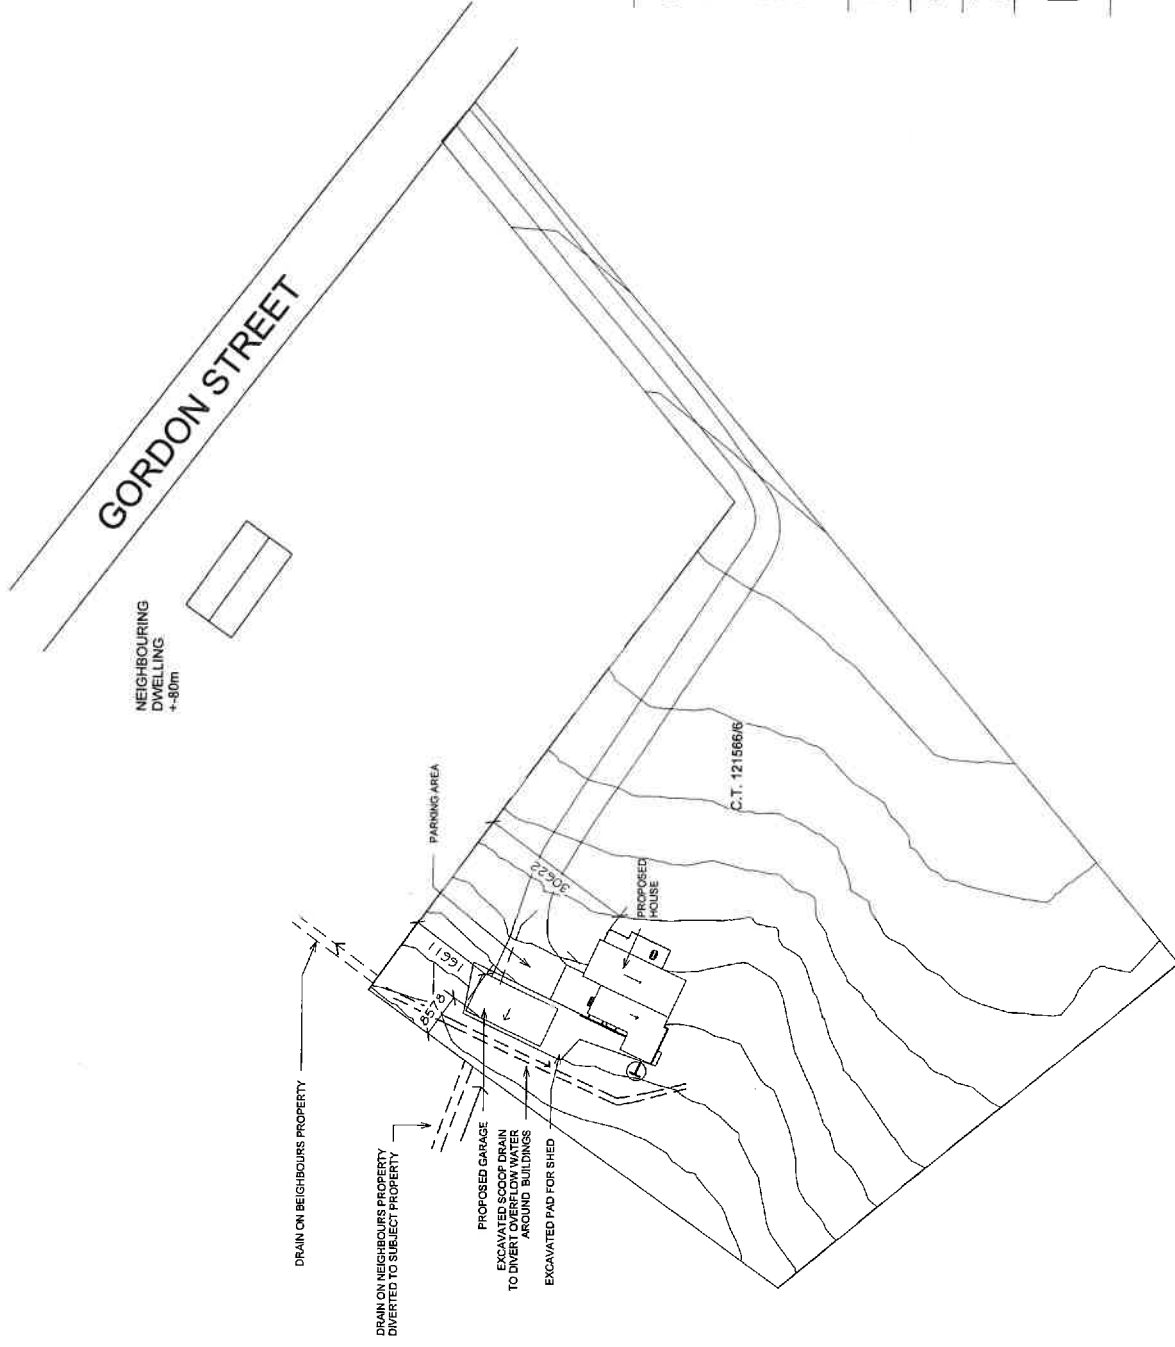 GORDON STREET
NEIGHBOURING
DWELLING
+-80m
PARKING AREA
C.T. 121566/6
30622
PROPOSED
HOUSE
16611
8578
DRAIN ON BEIGHBOURS PROPERTY
DRAIN ON NEIGHBOURS PROPERTY
DIVERTED TO SUBJECT PROPERTY
PROPOSED GARAGE
EXCAVATED SCOOP DRAIN
TO DIVERT OVERFLOW WATER
AROUND BUILDINGS
EXCAVATED PAD FOR SHED